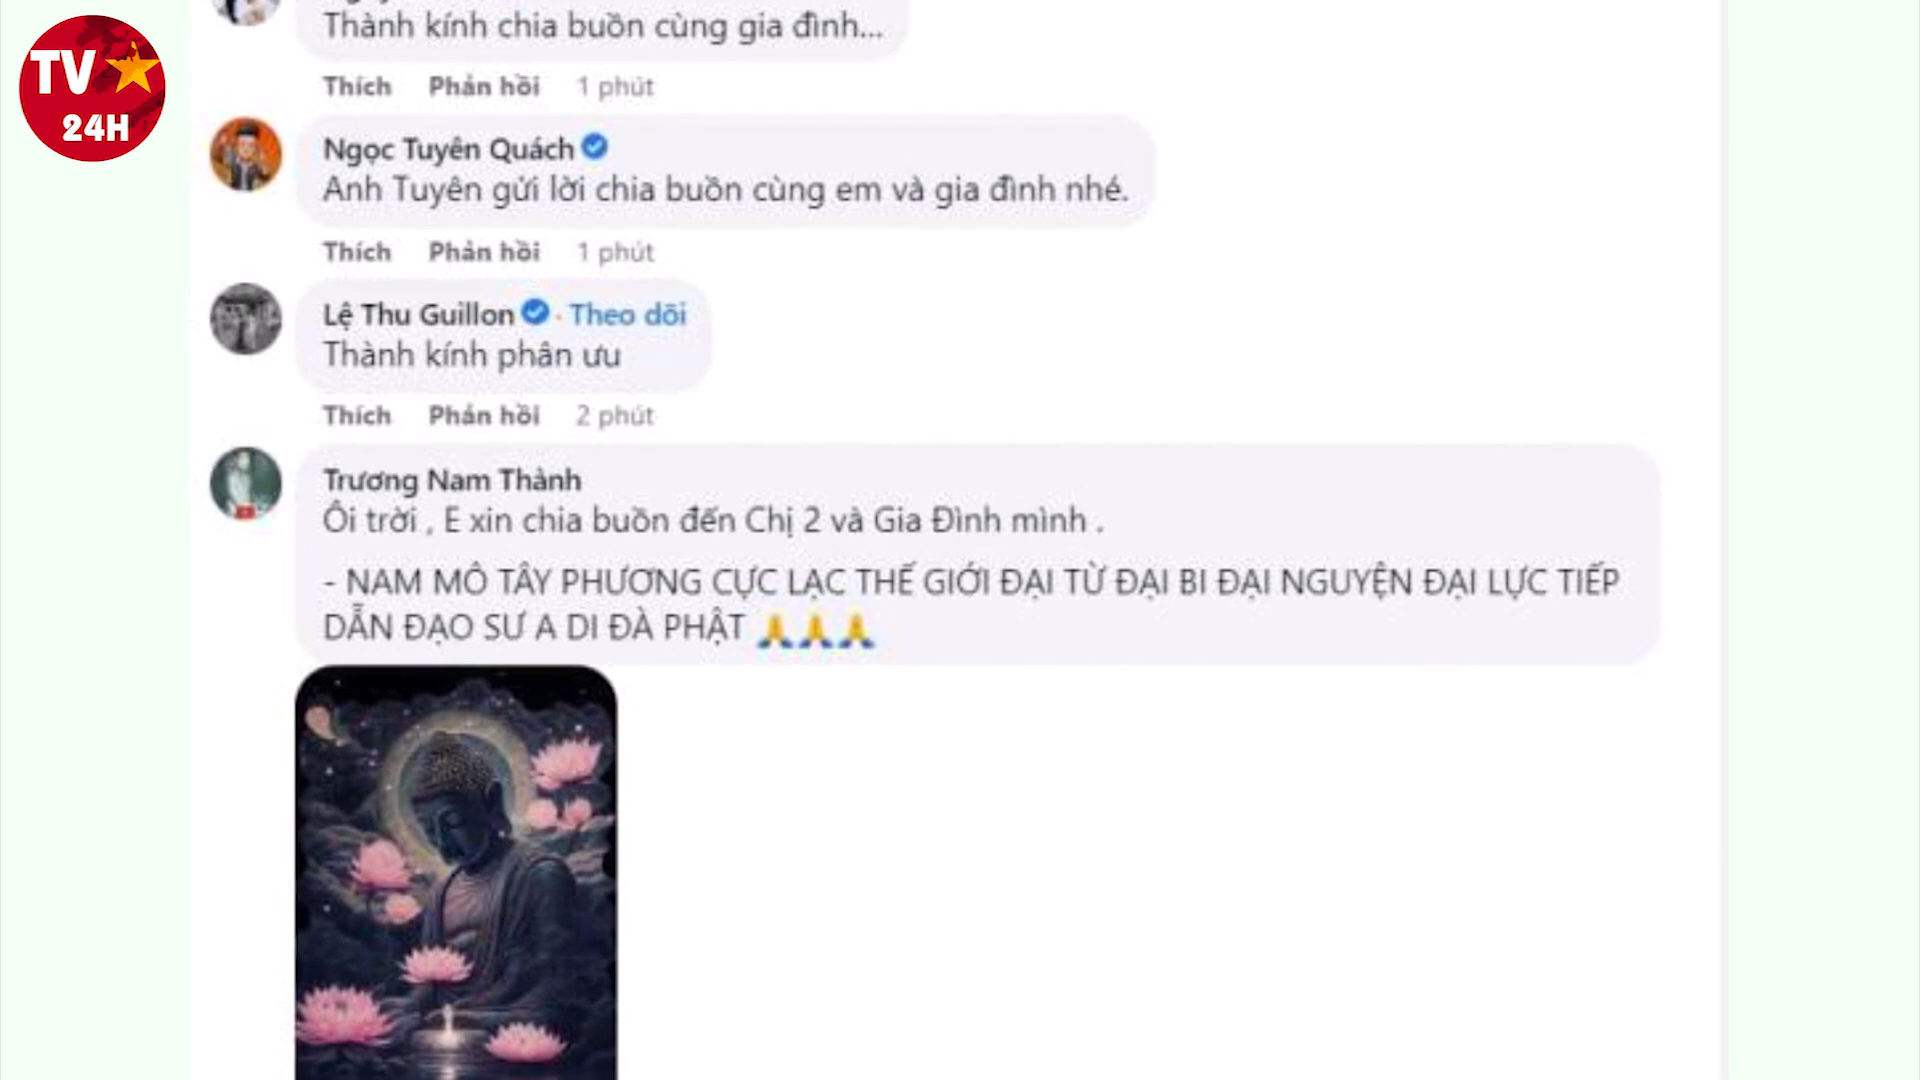 TV
24H
Thành kính chia buồn cùng gia đình...
Thích Phản hồi 1 phút
Ngọc Tuyên Quách
Anh Tuyên gửi lời chia buồn cùng em và gia đình nhé.
Thích Phản hồi 1 phút
Lệ Thu Guillon · Theo dõi
Thành kính phân ưu
Thích Phản hồi 2 phút
Trương Nam Thành
Ôi trời , E xin chia buồn đến Chị 2 và Gia Đình mình .
- NAM MÔ TÂY PHƯƠNG CỰC LẠC THẾ GIỚI ĐẠI TỪ ĐẠI BI ĐẠI NGUYỆN ĐẠI LỰC TIẾP
DẪN ĐẠO SƯ A DI ĐÀ PHẬT 🙏🙏🙏